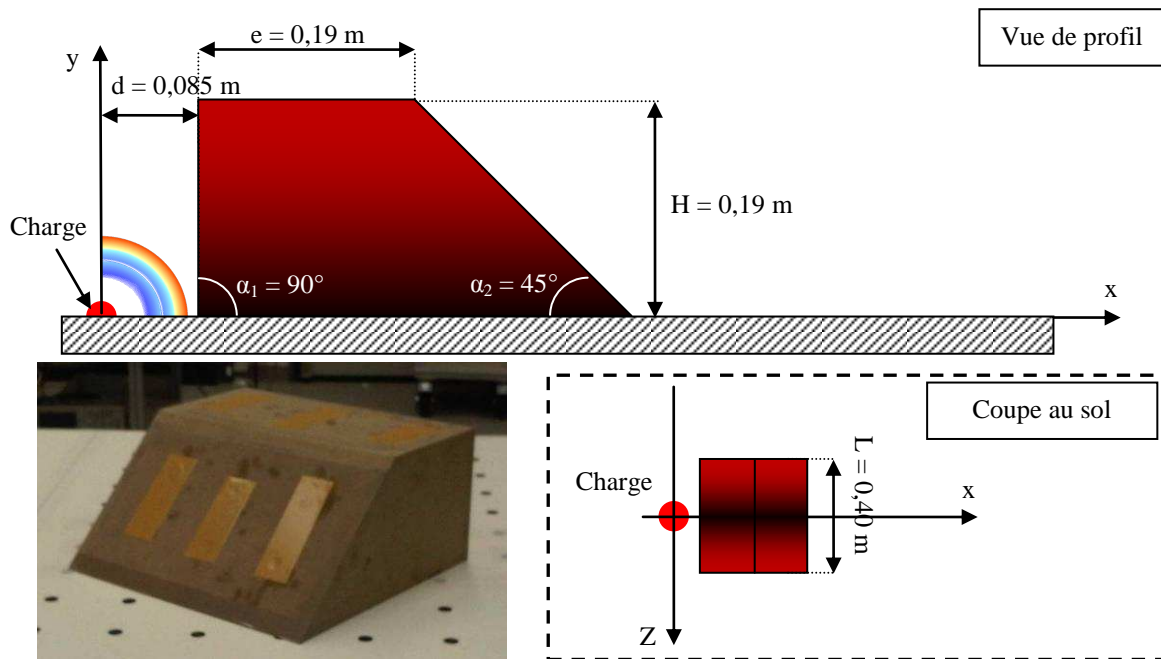 e = 0,19 m
Vue de profil
y
d = 0,085 m
H = 0,19 m
Charge
α₁ = 90°
α₂ = 45°
x
Coupe au sol
Charge
L = 0,40 m
x
Z